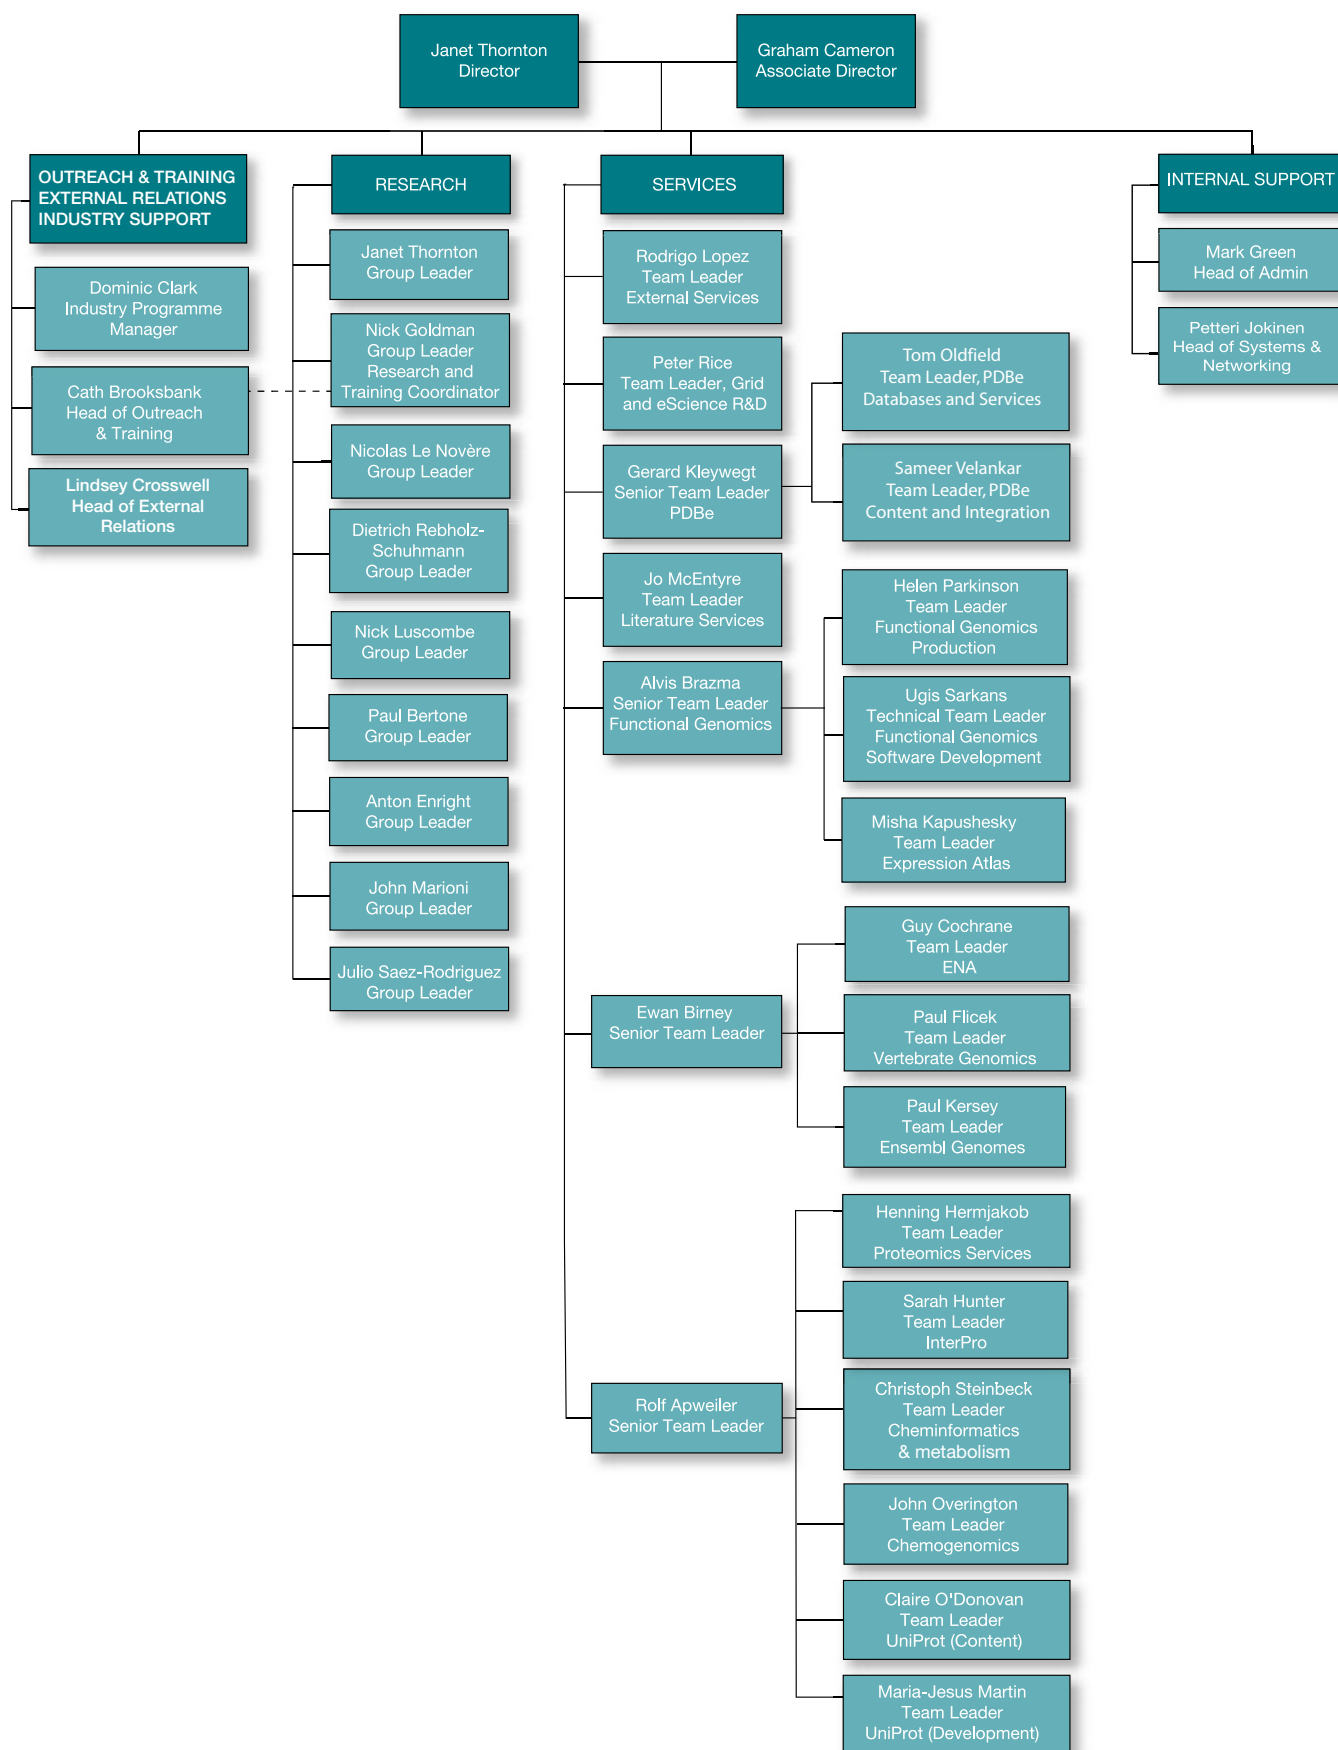 Janet Thornton
Director
Graham Cameron
Associate Director
OUTREACH & TRAINING
EXTERNAL RELATIONS
INDUSTRY SUPPORT
Dominic Clark
Industry Programme
Manager
Cath Brooksbank
Head of Outreach
& Training
Lindsey Crosswell
Head of External
Relations
RESEARCH
Janet Thornton
Group Leader
Nick Goldman
Group Leader
Research and
Training Coordinator
Nicolas Le Novère
Group Leader
Dietrich Rebholz-
Schuhmann
Group Leader
Nick Luscombe
Group Leader
Paul Bertone
Group Leader
Anton Enright
Group Leader
John Marioni
Group Leader
Julio Saez-Rodriguez
Group Leader
SERVICES
Rodrigo Lopez
Team Leader
External Services
Peter Rice
Team Leader, Grid
and eScience R&D
Gerard Kleywegt
Senior Team Leader
PDBe
Tom Oldfield
Team Leader, PDBe
Databases and Services
Sameer Velankar
Team Leader, PDBe
Content and Integration
Jo McEntyre
Team Leader
Literature Services
Alvis Brazma
Senior Team Leader
Functional Genomics
Helen Parkinson
Team Leader
Functional Genomics
Production
Ugis Sarkans
Technical Team Leader
Functional Genomics
Software Development
Misha Kapushesky
Team Leader
Expression Atlas
Ewan Birney
Senior Team Leader
Guy Cochrane
Team Leader
ENA
Paul Flicek
Team Leader
Vertebrate Genomics
Paul Kersey
Team Leader
Ensembl Genomes
Rolf Apweiler
Senior Team Leader
Henning Hermjakob
Team Leader
Proteomics Services
Sarah Hunter
Team Leader
InterPro
Christoph Steinbeck
Team Leader
Cheminformatics
& metabolism
John Overington
Team Leader
Chemogenomics
Claire O'Donovan
Team Leader
UniProt (Content)
Maria-Jesus Martin
Team Leader
UniProt (Development)
INTERNAL SUPPORT
Mark Green
Head of Admin
Petteri Jokinen
Head of Systems &
Networking